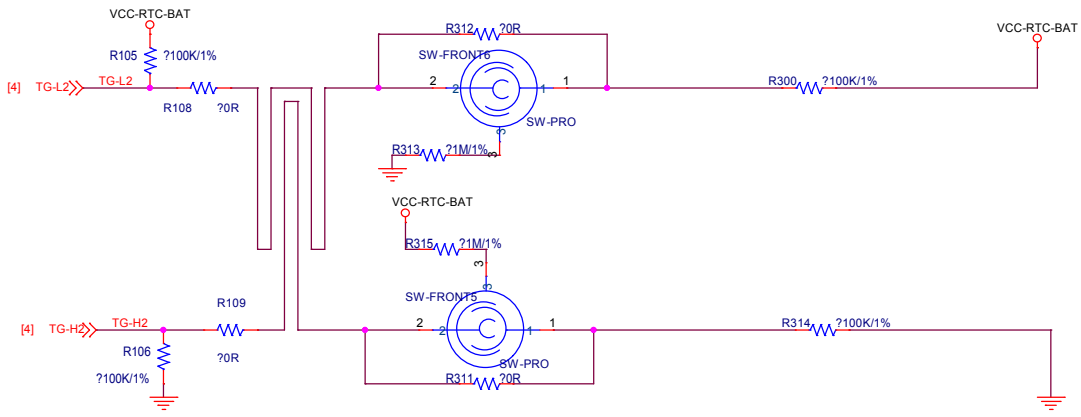 VCC-RTC-BAT
R312 ?0R
VCC-RTC-BAT
R105 ?100K/1%
SW-FRONT6
[4] TG-L2 TG-L2
2 2 C 1 1
R300 ?100K/1%
R108 ?0R
SW-PRO
3
R313 ?1M/1% 3
VCC-RTC-BAT
R315 ?1M/1%
3
3
R109
SW-FRONT5
[4] TG-H2 TG-H2
2 2 C 1 1
R314 ?100K/1%
R106
?0R
SW-PRO
?100K/1%
R311 ?0R